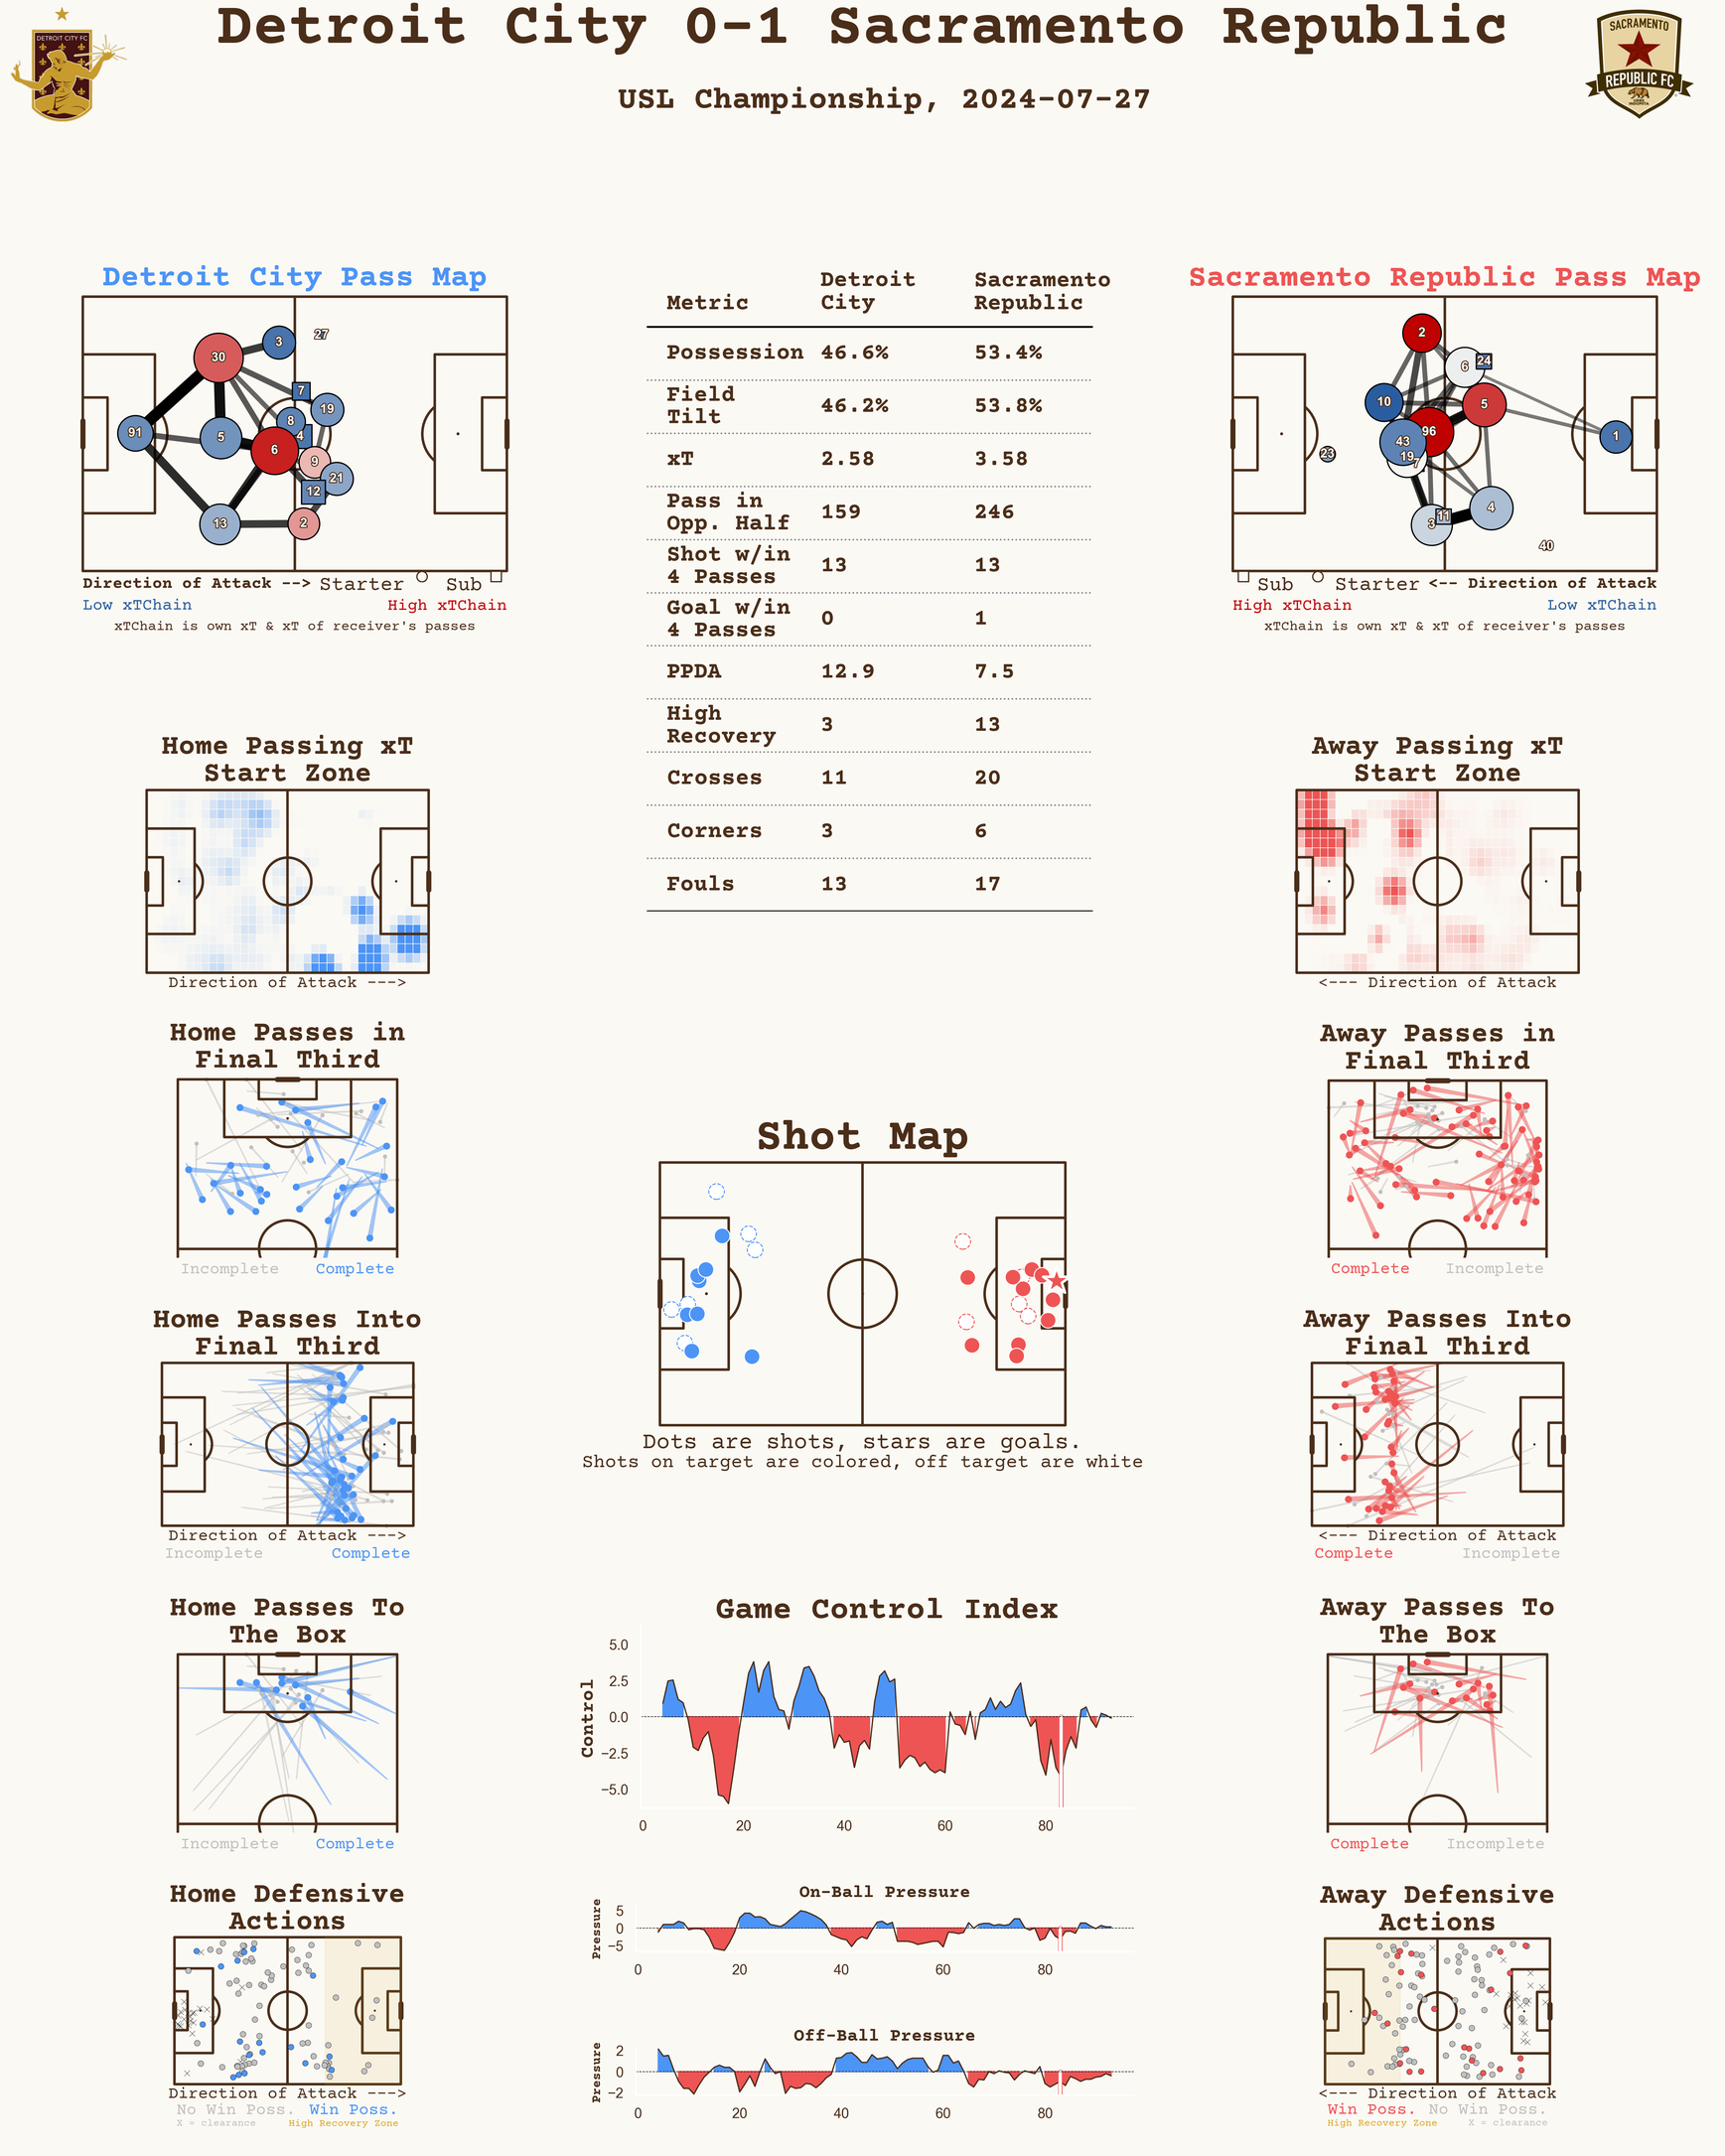 Detroit City 0-1 Sacramento Republic
USL Championship, 2024-07-27
DETROIT CITY FC
SACRAMENTO
REPUBLIC FC
Detroit City Pass Map
27
3
30
7
19
8
91
5
4
6
9
21
12
13
2
Direction of Attack --> Starter Sub
Low xTChain High xTChain
xTChain is own xT & xT of receiver's passes
Metric Detroit City Sacramento Republic
Possession 46.6% 53.4%
Field Tilt 46.2% 53.8%
xT 2.58 3.58
Pass in Opp. Half 159 246
Shot w/in 4 Passes 13 13
Goal w/in 4 Passes 0 1
PPDA 12.9 7.5
High Recovery 3 13
Crosses 11 20
Corners 3 6
Fouls 13 17
Sacramento Republic Pass Map
2
6
24
10
5
96
43
1
19
7
23
4
3
11
40
Sub Starter <-- Direction of Attack
High xTChain Low xTChain
xTChain is own xT & xT of receiver's passes
Home Passing xT
Start Zone
Direction of Attack --->
Away Passing xT
Start Zone
<--- Direction of Attack
Home Passes in
Final Third
Incomplete Complete
Away Passes in
Final Third
Complete Incomplete
Shot Map
Dots are shots, stars are goals.
Shots on target are colored, off target are white
Home Passes Into
Final Third
Direction of Attack --->
Incomplete Complete
Away Passes Into
Final Third
<--- Direction of Attack
Complete Incomplete
Home Passes To
The Box
Incomplete Complete
Game Control Index
Control
5.0
2.5
0.0
−2.5
−5.0
0 20 40 60 80
Away Passes To
The Box
Complete Incomplete
Home Defensive
Actions
Direction of Attack --->
No Win Poss. Win Poss.
X = clearance High Recovery Zone
On-Ball Pressure
Pressure
5
0
−5
0 20 40 60 80
Off-Ball Pressure
Pressure
2
0
−2
0 20 40 60 80
Away Defensive
Actions
<--- Direction of Attack
Win Poss. No Win Poss.
High Recovery Zone X = clearance